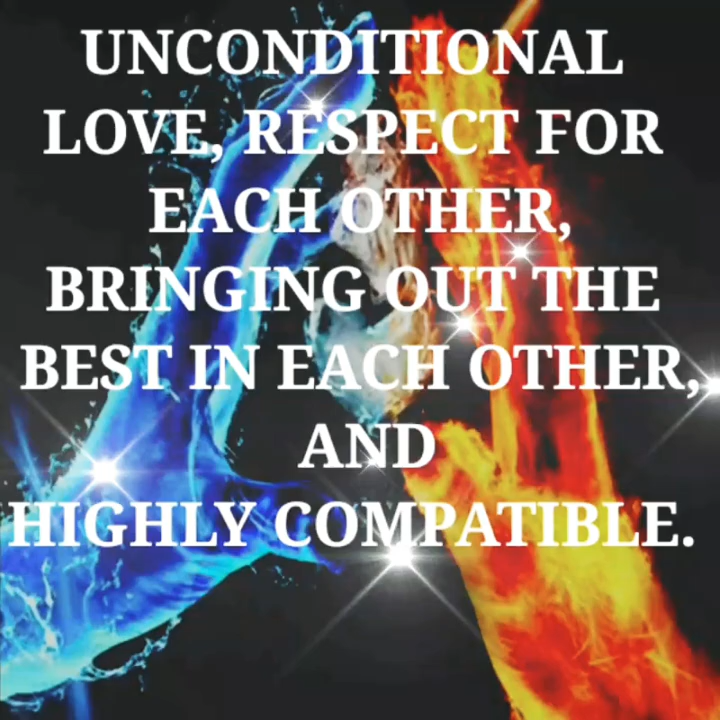 UNCONDITIONAL
LOVE, RESPECT FOR
EACH OTHER,
BRINGING OUT THE
BEST IN EACH OTHER,
AND
HIGHLY COMPATIBLE.